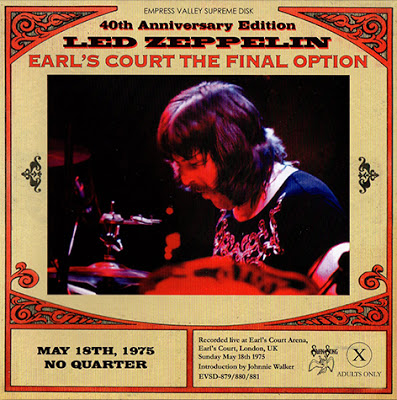 EMPRESS VALLEY SUPREME DISK
40th Anniversary Edition
LED ZEPPELIN
EARL'S COURT THE FINAL OPTION
MAY 18TH, 1975
NO QUARTER
Recorded live at Earl's Court Arena,
Earl's Court, London, UK
Sunday May 18th 1975
Introduction by Johnnie Walker
EVSD-879/880/881
Swan Song
X
ADULTS ONLY